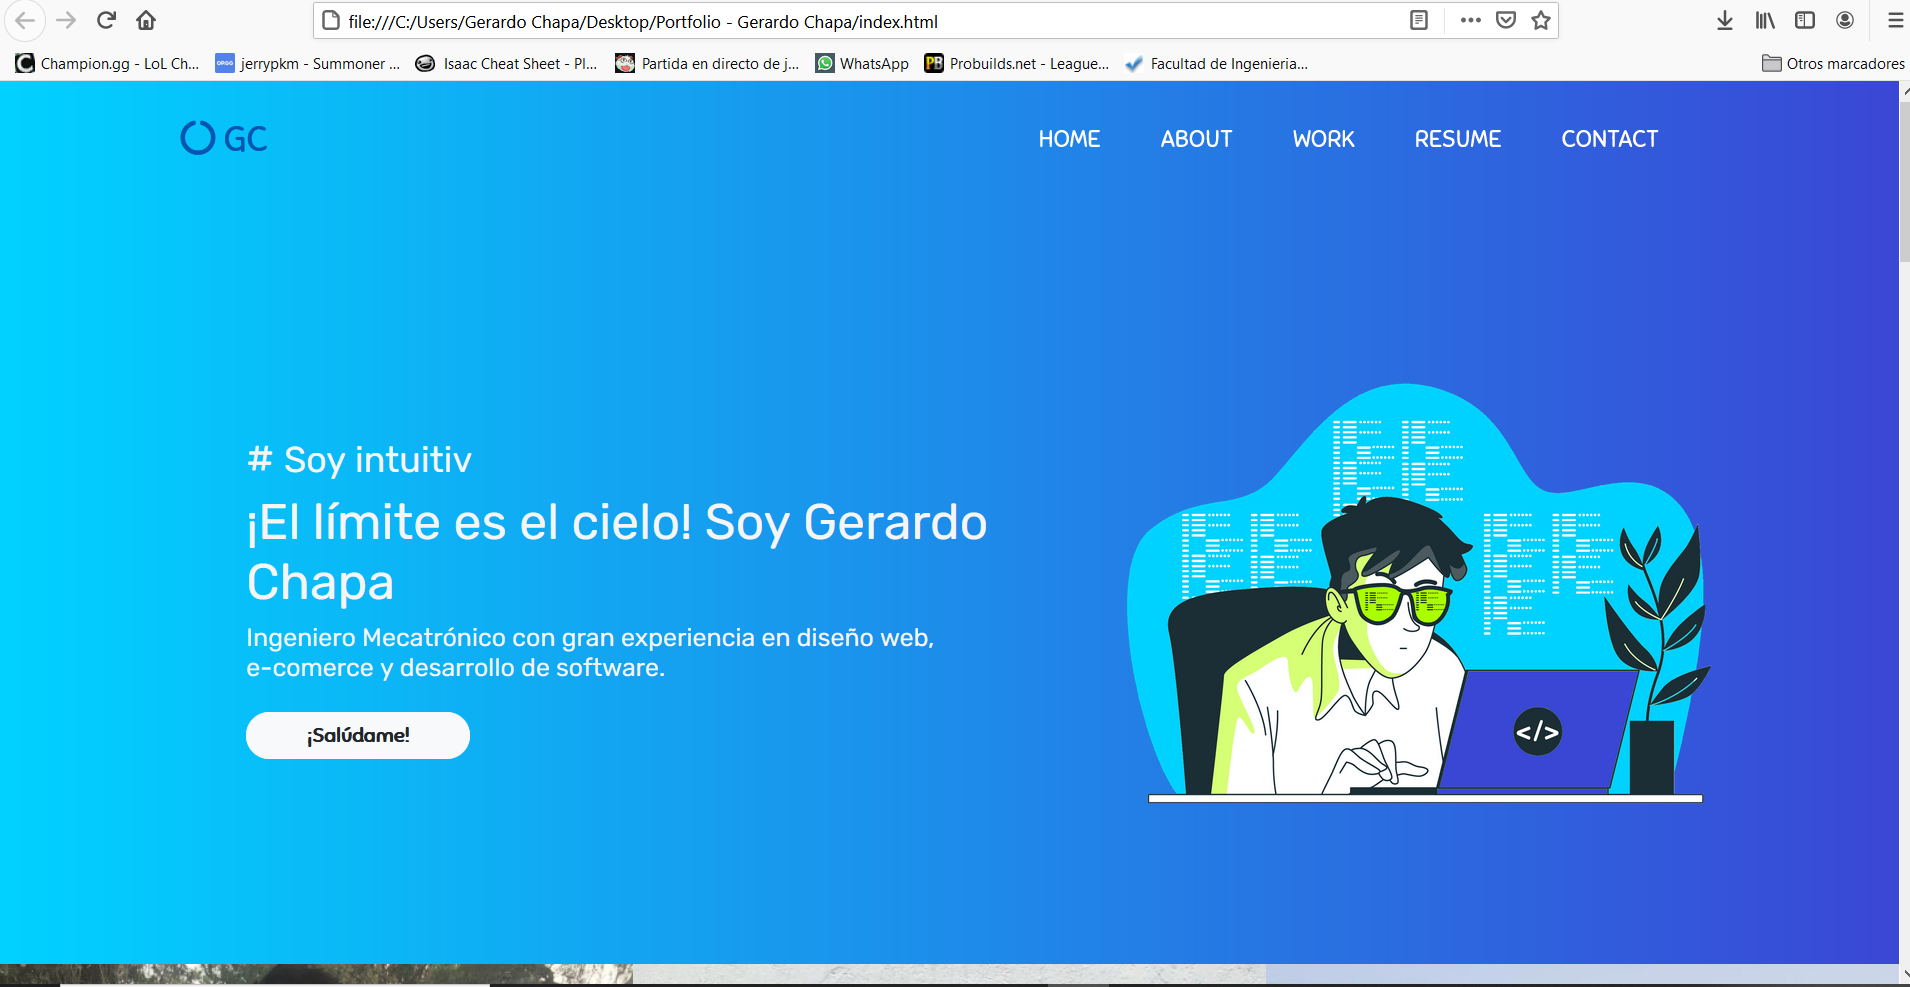 file:///C:/Users/Gerardo Chapa/Desktop/Portfolio - Gerardo Chapa/index.html
Champion.gg - LoL Ch... jerrypkm - Summoner ... Isaac Cheat Sheet - Pl... Partida en directo de j... WhatsApp Probuilds.net - League... Facultad de Ingenieria... Otros marcadores
GC HOME ABOUT WORK RESUME CONTACT
# Soy intuitiv
¡El límite es el cielo! Soy Gerardo
Chapa
Ingeniero Mecatrónico con gran experiencia en diseño web,
e-comerce y desarrollo de software.
¡Salúdame!
</>